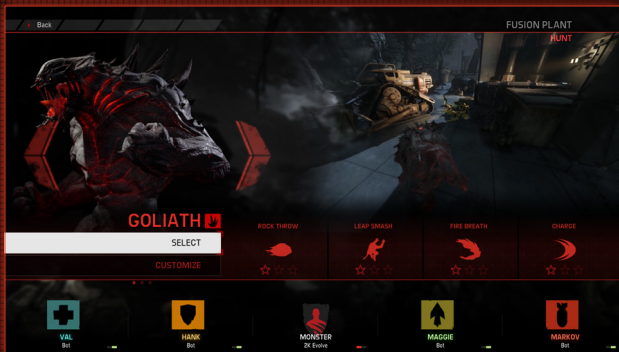 Back
FUSION PLANT
HUNT
GOLIATH
SELECT
CUSTOMIZE
ROCK THROW
LEAP SMASH
FIRE BREATH
CHARGE
VAL
Bot
HANK
Bot
MONSTER
2K Evolve
MAGGIE
Bot
MARKOV
Bot